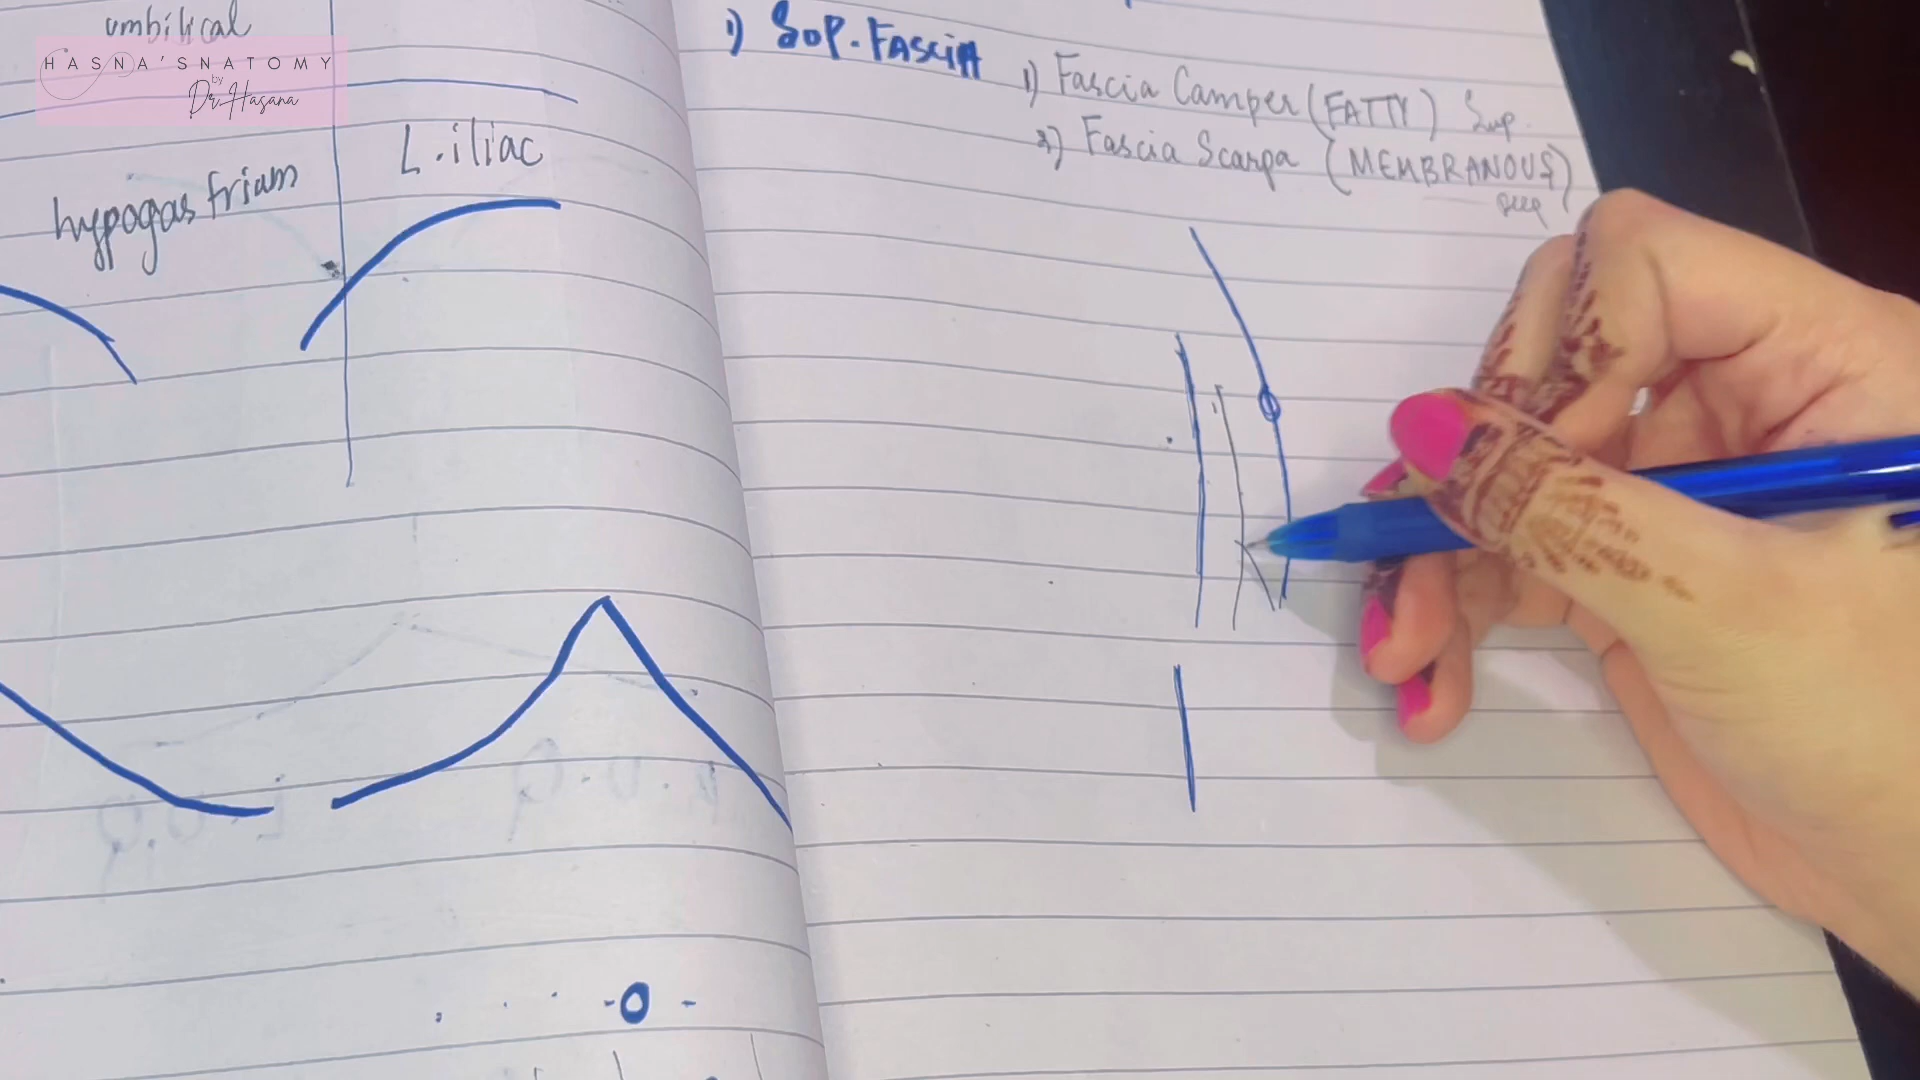 umbilical
HASNA'SNATOMY
by
Dr.Hasana
L.iliac
hypogastriam
1) Sup. FASCIA
1) Fascia Camper (FATTY) Sup.
2) Fascia Scarpa (MEMBRANOUS)
deep